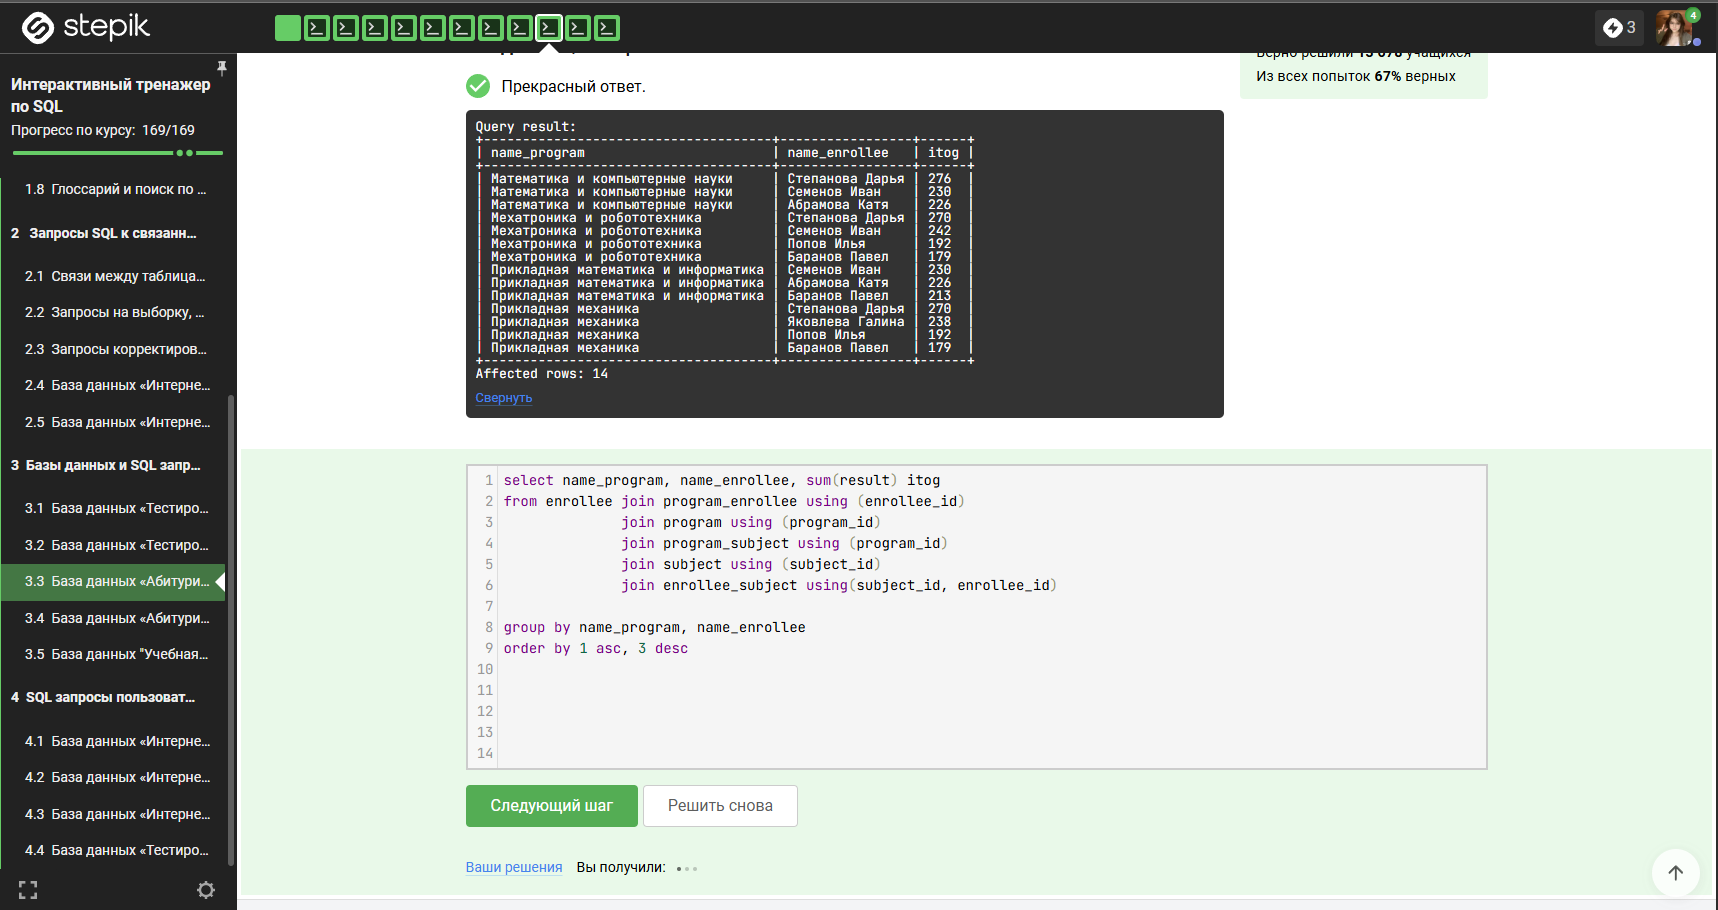 stepik
3
4
Интерактивный тренажер
по SQL
Прогресс по курсу: 169/169
1.8 Глоссарий и поиск по ...
2 Запросы SQL к связанн...
2.1 Связи между таблица...
2.2 Запросы на выборку, ...
2.3 Запросы корректиров...
2.4 База данных «Интерне...
2.5 База данных «Интерне...
3 Базы данных и SQL запр...
3.1 База данных «Тестиро...
3.2 База данных «Тестиро...
3.3 База данных «Абитури...
3.4 База данных «Абитури...
3.5 База данных "Учебная...
4 SQL запросы пользоват...
4.1 База данных «Интерне...
4.2 База данных «Интерне...
4.3 База данных «Интерне...
4.4 База данных «Тестиро...
Верно решили учащихся
Из всех попыток 67% верных
Прекрасный ответ.
Query result:
+----------------------------------+----------------+------+
| name_program | name_enrollee | itog |
+----------------------------------+----------------+------+
| Математика и компьютерные науки | Степанова Дарья | 276 |
| Математика и компьютерные науки | Семенов Иван | 230 |
| Математика и компьютерные науки | Абрамова Катя | 226 |
| Мехатроника и робототехника | Степанова Дарья | 270 |
| Мехатроника и робототехника | Семенов Иван | 242 |
| Мехатроника и робототехника | Попов Илья | 192 |
| Мехатроника и робототехника | Баранов Павел | 179 |
| Прикладная математика и информатика | Семенов Иван | 230 |
| Прикладная математика и информатика | Абрамова Катя | 226 |
| Прикладная математика и информатика | Баранов Павел | 213 |
| Прикладная механика | Степанова Дарья | 270 |
| Прикладная механика | Яковлева Галина | 238 |
| Прикладная механика | Попов Илья | 192 |
| Прикладная механика | Баранов Павел | 179 |
+----------------------------------+----------------+------+
Affected rows: 14
Свернуть
1 select name_program, name_enrollee, sum(result) itog
2 from enrollee join program_enrollee using (enrollee_id)
3 join program using (program_id)
4 join program_subject using (program_id)
5 join subject using (subject_id)
6 join enrollee_subject using(subject_id, enrollee_id)
7
8 group by name_program, name_enrollee
9 order by 1 asc, 3 desc
10
11
12
13
14
Следующий шаг
Решить снова
Ваши решения Вы получили: